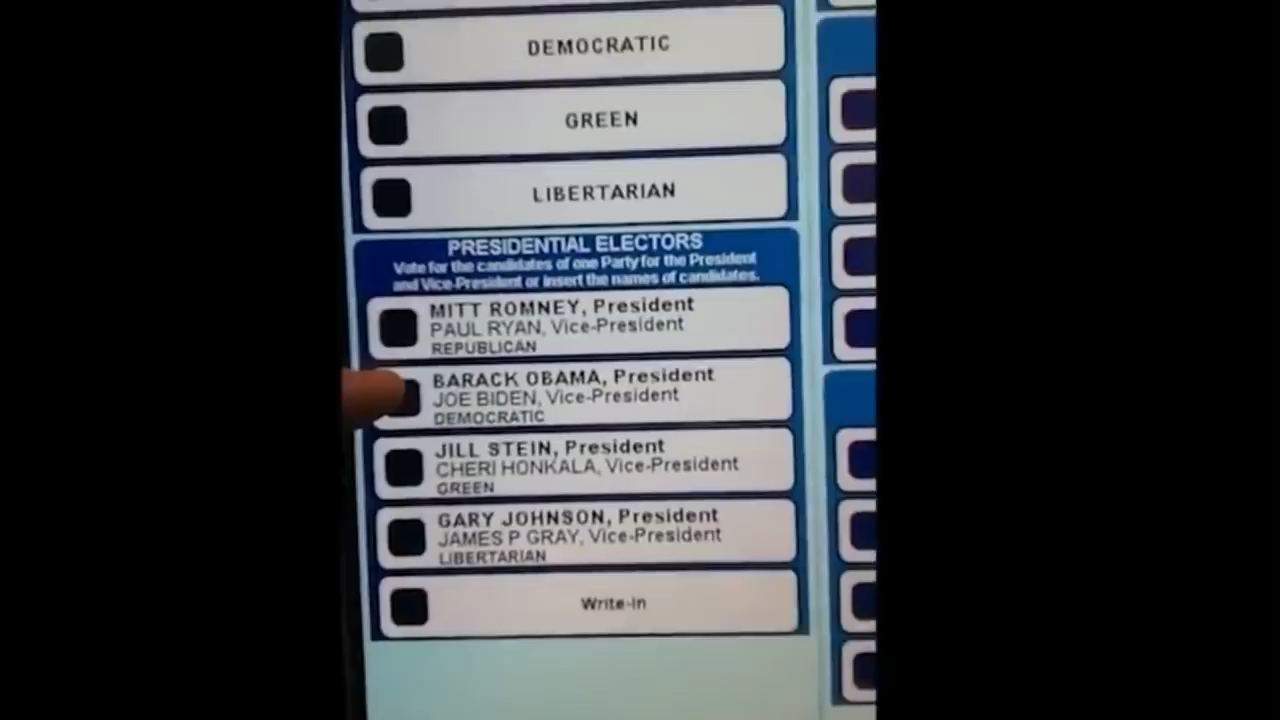 DEMOCRATIC
GREEN
LIBERTARIAN
PRESIDENTIAL ELECTORS
Vote for the candidates of one Party for the President
and Vice-President or insert the names of candidates.
MITT ROMNEY, President
PAUL RYAN, Vice-President
REPUBLICAN
BARACK OBAMA, President
JOE BIDEN, Vice-President
DEMOCRATIC
JILL STEIN, President
CHERI HONKALA, Vice-President
GREEN
GARY JOHNSON, President
JAMES P GRAY, Vice-President
LIBERTARIAN
Write-in